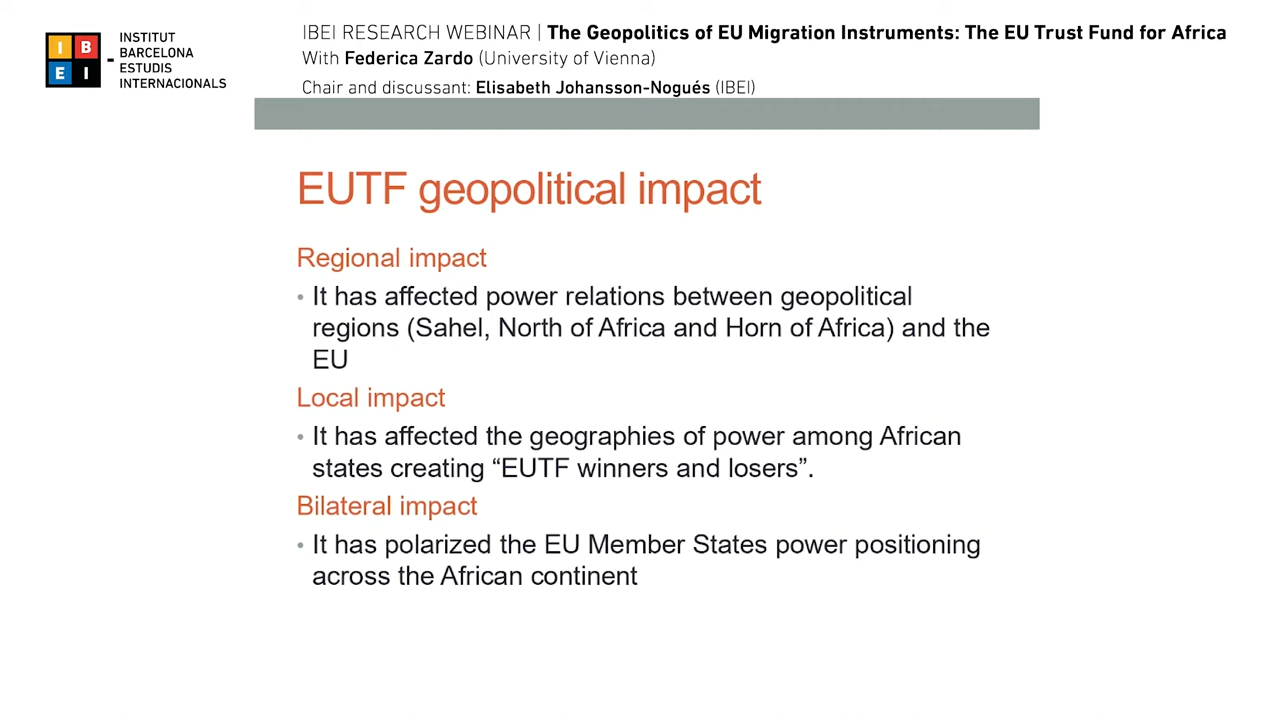 I B
E I
INSTITUT
BARCELONA
ESTUDIS
INTERNACIONALS
IBEI RESEARCH WEBINAR | The Geopolitics of EU Migration Instruments: The EU Trust Fund for Africa
With Federica Zardo (University of Vienna)
Chair and discussant: Elisabeth Johansson-Nogués (IBEI)
EUTF geopolitical impact
Regional impact
• It has affected power relations between geopolitical
regions (Sahel, North of Africa and Horn of Africa) and the
EU
Local impact
• It has affected the geographies of power among African
states creating “EUTF winners and losers”.
Bilateral impact
• It has polarized the EU Member States power positioning
across the African continent